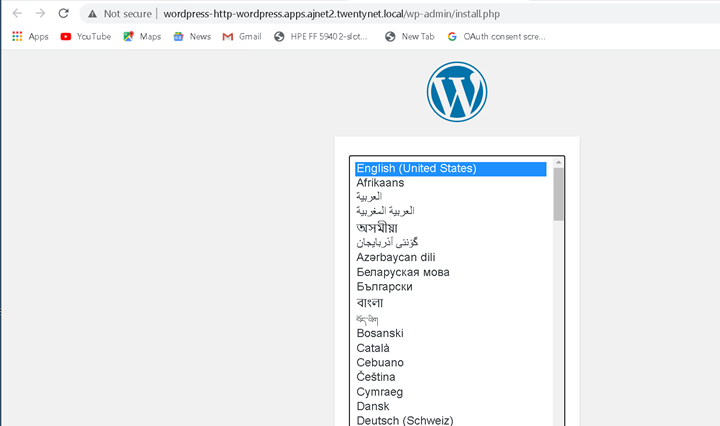 Not secure | wordpress-http-wordpress.apps.ajnet2.twentynet.local/wp-admin/install.php
Apps YouTube Maps News Gmail HPE FF 59402-slot... New Tab OAuth consent scre...
English (United States)
Afrikaans
العربية
العربية المغربية
অসমীয়া
گؤنئی آذربایجان
Azərbaycan dili
Беларуская мова
Български
বাংলা
བོད་ཡིག
Bosanski
Català
Cebuano
Čeština
Cymraeg
Dansk
Deutsch (Schweiz)